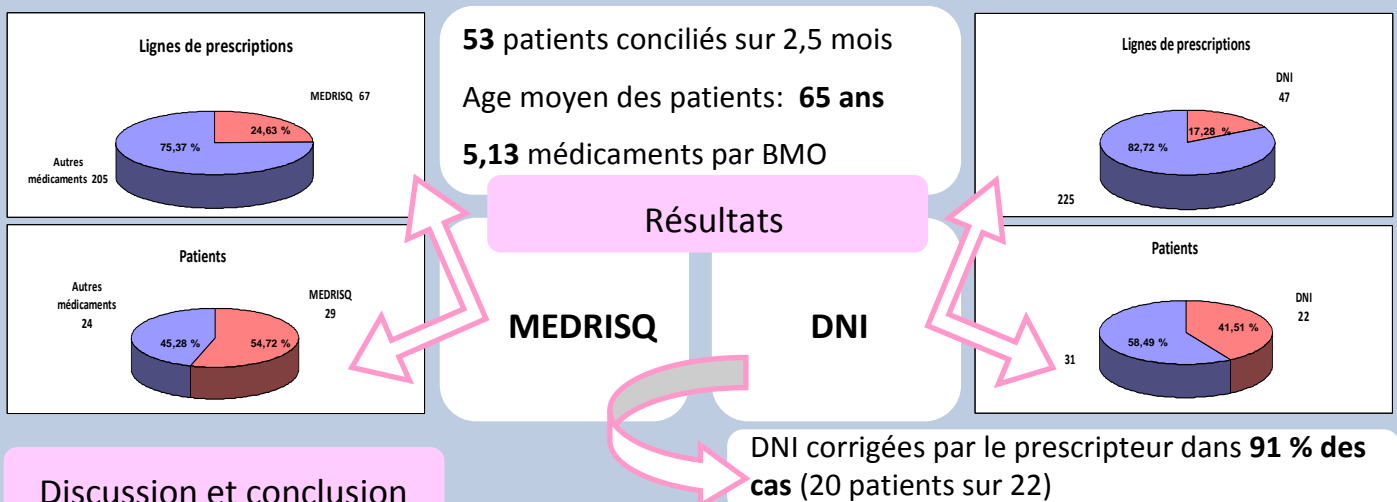 Lignes de prescriptions
MEDRISQ 67
24,63 %
75,37 %
Autres
médicaments 205
53 patients conciliés sur 2,5 mois
Age moyen des patients: 65 ans
5,13 médicaments par BMO
Lignes de prescriptions
DNI
47
17,28 %
82,72 %
225
Résultats
Patients
Autres
médicaments
24
MEDRISQ
29
45,28 %
54,72 %
MEDRISQ
DNI
Patients
DNI
22
41,51 %
58,49 %
31
DNI corrigées par le prescripteur dans 91 % des
cas (20 patients sur 22)
Discussion et conclusion